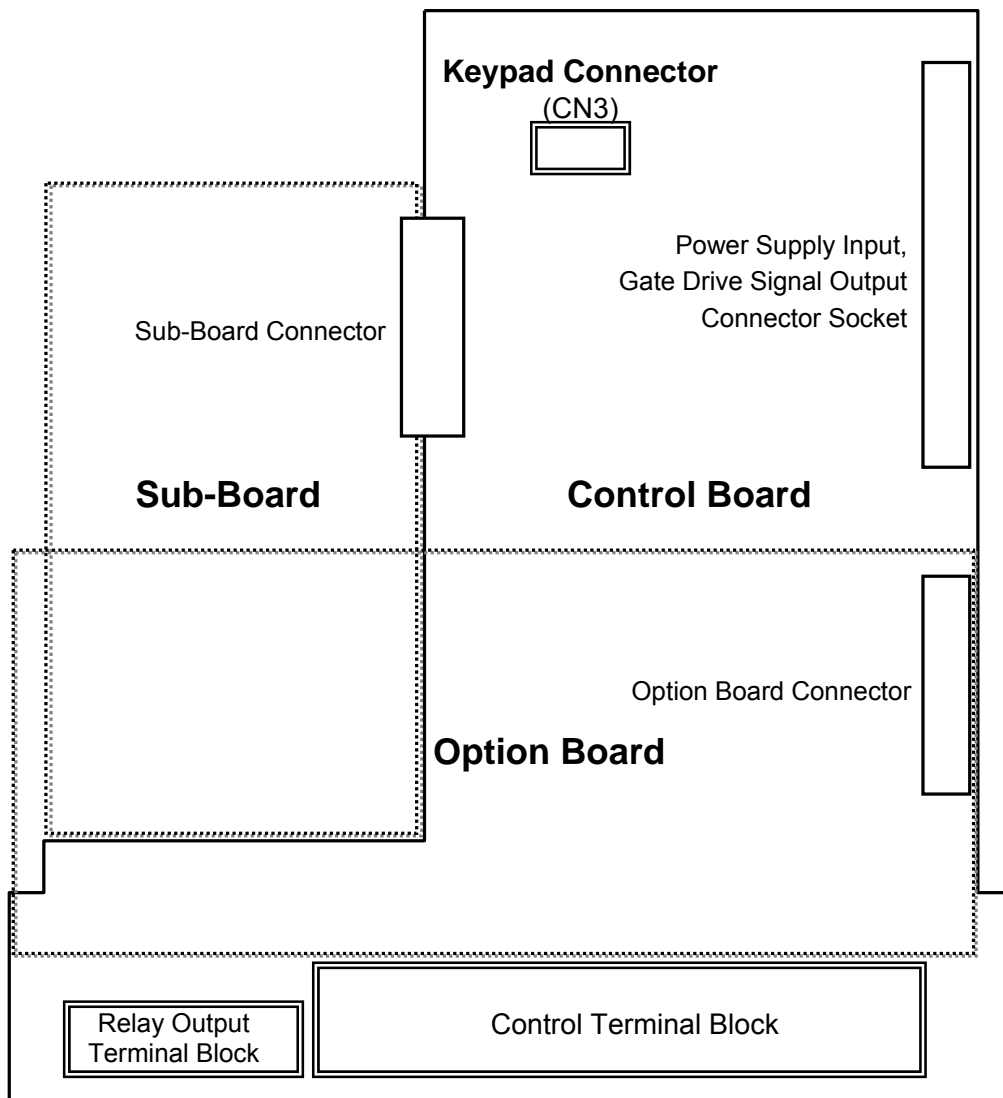 Keypad Connector
(CN3)
Power Supply Input,
Gate Drive Signal Output
Connector Socket
Sub-Board Connector
Sub-Board
Control Board
Option Board Connector
Option Board
Relay Output
Terminal Block
Control Terminal Block